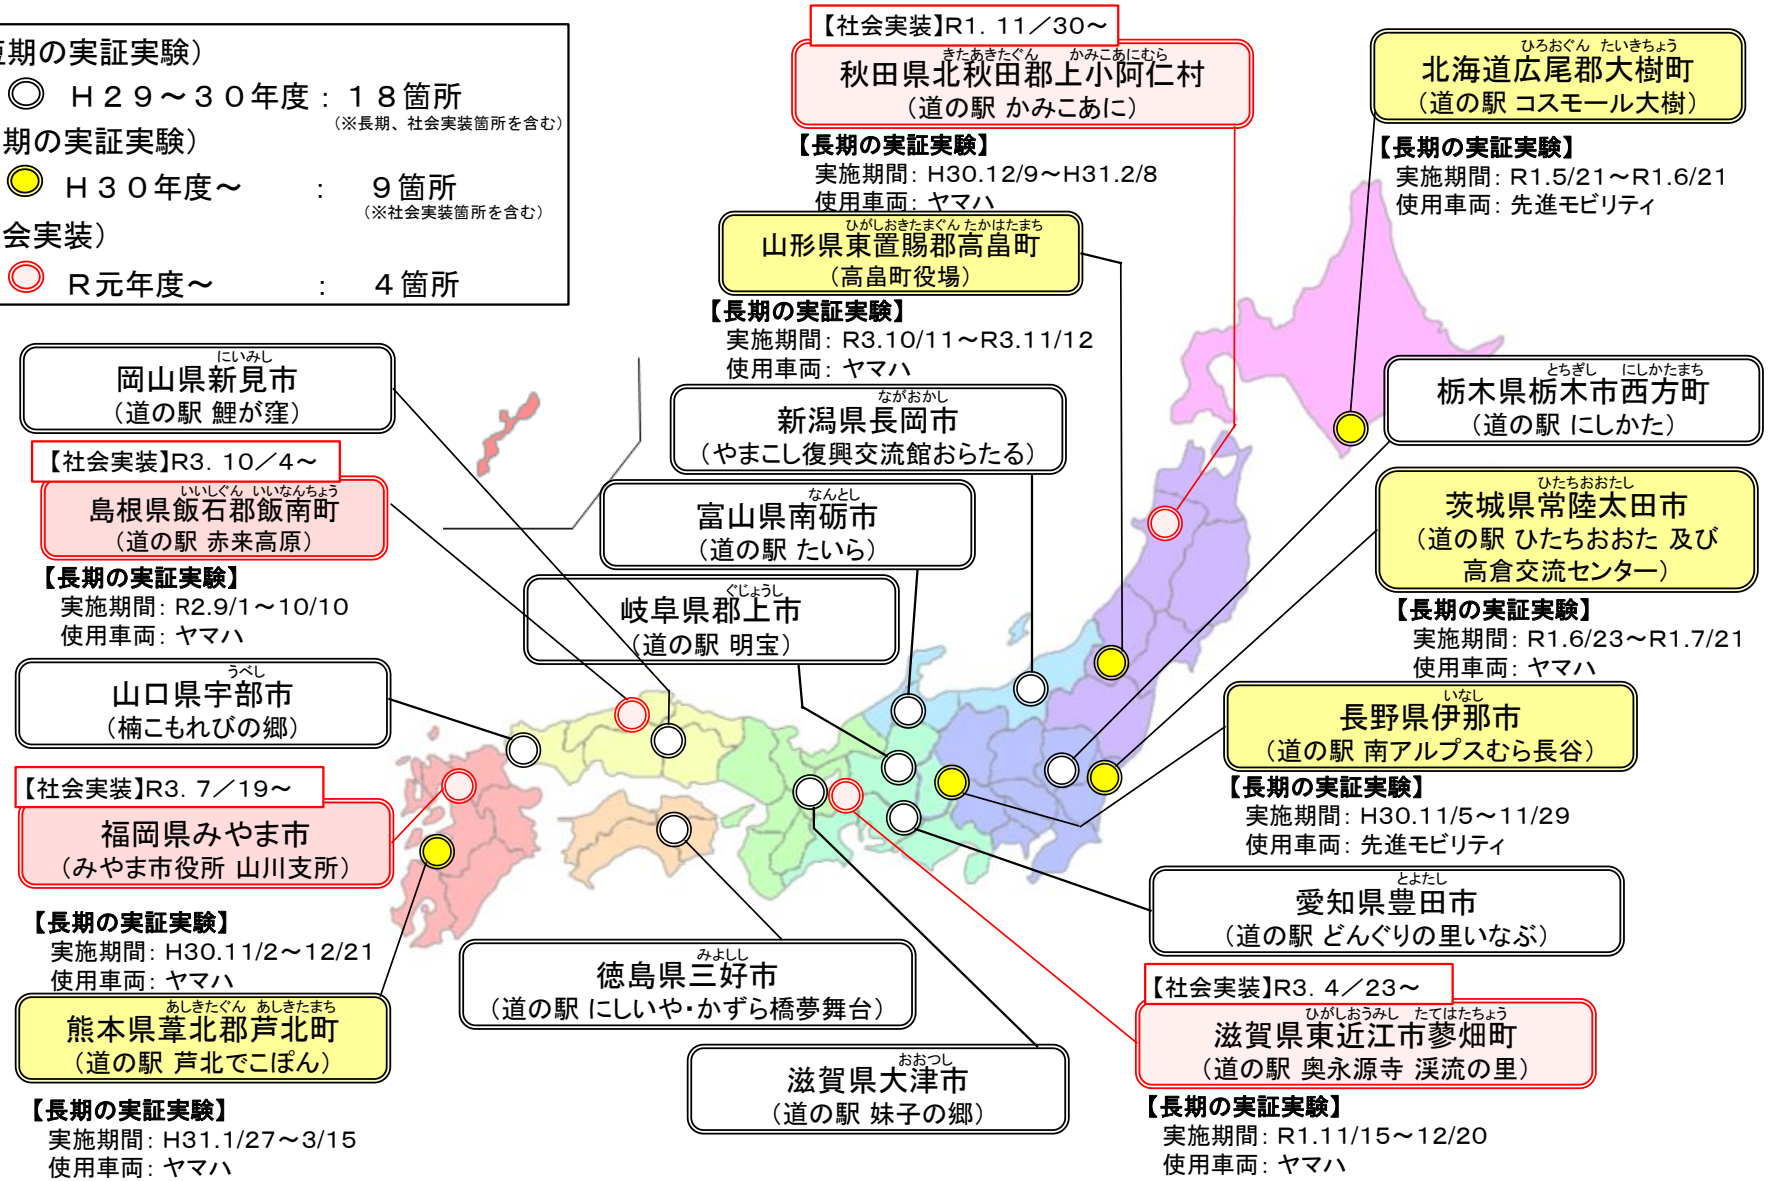 期の実証実験）
Ｈ２９～３０年度：１８箇所
（※長期、社会実装箇所を含む）
期の実証実験）
Ｈ３０年度～　：　９箇所
（※社会実装箇所を含む）
会実装）
Ｒ元年度～　：　４箇所
【社会実装】R1. 11／30～
きたあきたぐん　かみこあにむら
秋田県北秋田郡上小阿仁村
（道の駅 かみこあに）
【長期の実証実験】
実施期間：H30.12/9～H31.2/8
使用車両：ヤマハ
ひろおぐん たいきちょう
北海道広尾郡大樹町
（道の駅 コスモール大樹）
【長期の実証実験】
実施期間：R1.5/21～R1.6/21
使用車両：先進モビリティ
ひがしおきたまぐん たかはたまち
山形県東置賜郡高畠町
（高畠町役場）
【長期の実証実験】
実施期間：R3.10/11～R3.11/12
使用車両：ヤマハ
にいみし
岡山県新見市
（道の駅 鯉が窪）
ながおかし
新潟県長岡市
（やまこし復興交流館おらたる）
とちぎし　にしかたまち
栃木県栃木市西方町
（道の駅 にしかた）
【社会実装】R3. 10／4～
いいしぐん いいなんちょう
島根県飯石郡飯南町
（道の駅 赤来高原）
【長期の実証実験】
実施期間：R2.9/1～10/10
使用車両：ヤマハ
なんとし
富山県南砺市
（道の駅 たいら）
ひたちおおたし
茨城県常陸太田市
（道の駅 ひたちおおた 及び
高倉交流センター）
【長期の実証実験】
実施期間：R1.6/23～R1.7/21
使用車両：ヤマハ
ぐじょうし
岐阜県郡上市
（道の駅 明宝）
うべし
山口県宇部市
（楠こもれびの郷）
いなし
長野県伊那市
（道の駅 南アルプスむら長谷）
【長期の実証実験】
実施期間：H30.11/5～11/29
使用車両：先進モビリティ
【社会実装】R3. 7／19～
福岡県みやま市
（みやま市役所 山川支所）
【長期の実証実験】
実施期間：H30.11/2～12/21
使用車両：ヤマハ
とよたし
愛知県豊田市
（道の駅 どんぐりの里いなぶ）
みよしし
徳島県三好市
（道の駅 にしいや・かずら橋夢舞台）
【社会実装】R3. 4／23～
ひがしおうみし　たてはたちょう
滋賀県東近江市蓼畑町
（道の駅 奥永源寺 渓流の里）
【長期の実証実験】
実施期間：R1.11/15～12/20
使用車両：ヤマハ
あしきたぐん あしきたまち
熊本県葦北郡芦北町
（道の駅 芦北でこぽん）
【長期の実証実験】
実施期間：H31.1/27～3/15
使用車両：ヤマハ
おおつし
滋賀県大津市
（道の駅 妹子の郷）